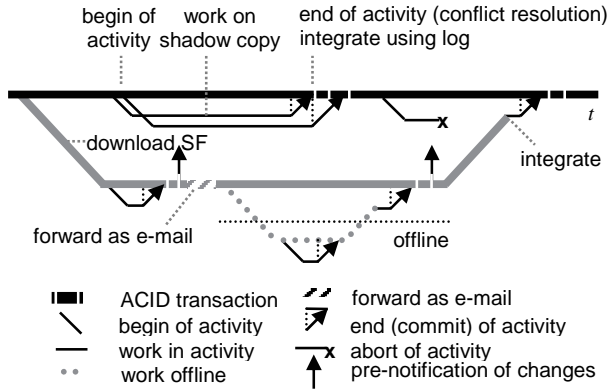 begin of activity
work on shadow copy
end of activity (conflict resolution)
integrate using log
t
download SF
integrate
forward as e-mail
offline
ACID transaction
forward as e-mail
begin of activity
end (commit) of activity
work in activity
x abort of activity
work offline
pre-notification of changes